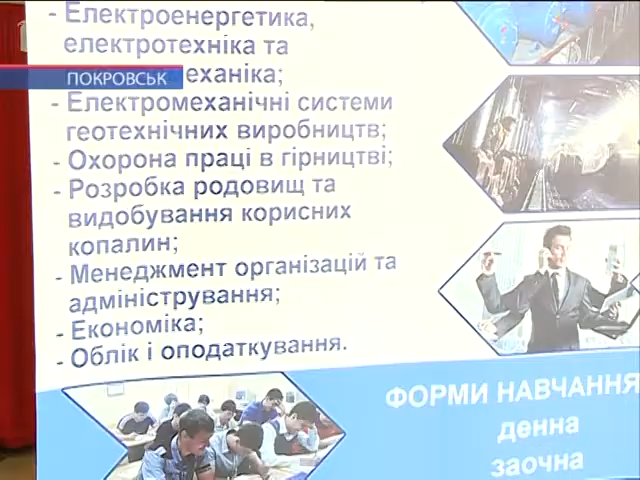 - Електроенергетика,
електротехніка та
еханіка;
ПОКРОВСЬК
- Електромеханічні системи
геотехнічних виробництв;
- Охорона праці в гірництві;
- Розробка родовищ та
видобування корисних
копалин;
- Менеджмент організацій та
адміністрування;
- Економіка;
- Облік і оподаткування.
ФОРМИ НАВЧАННЯ
денна
заочна